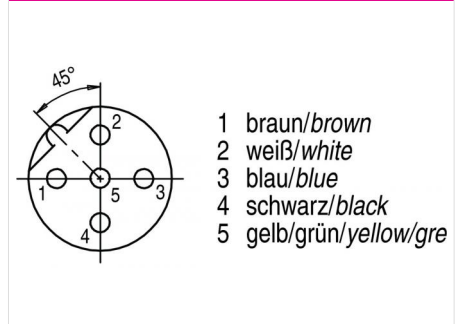 45°
2
1
5
3
4
1 braun/brown
2 weiß/white
3 blau/blue
4 schwarz/black
5 gelb/grün/yellow/gre